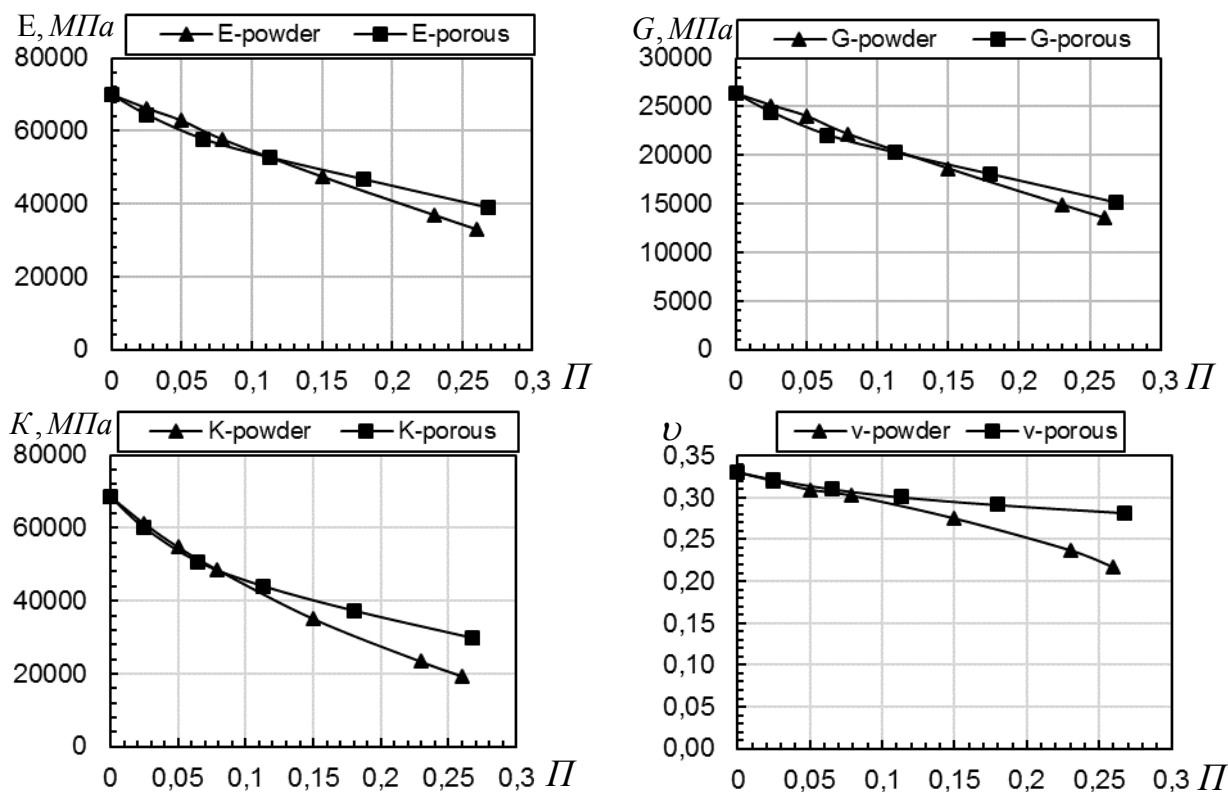 E, МПа
E-powder E-porous
80000
60000
40000
20000
0
0 0,05 0,1 0,15 0,2 0,25 0,3 П
G, МПа
G-powder G-porous
30000
25000
20000
15000
10000
5000
0
0 0,05 0,1 0,15 0,2 0,25 0,3 П
K, МПа
K-powder K-porous
80000
60000
40000
20000
0
0 0,05 0,1 0,15 0,2 0,25 0,3 П
υ
v-powder v-porous
0,35
0,30
0,25
0,20
0,15
0,10
0,05
0,00
0 0,05 0,1 0,15 0,2 0,25 0,3 П